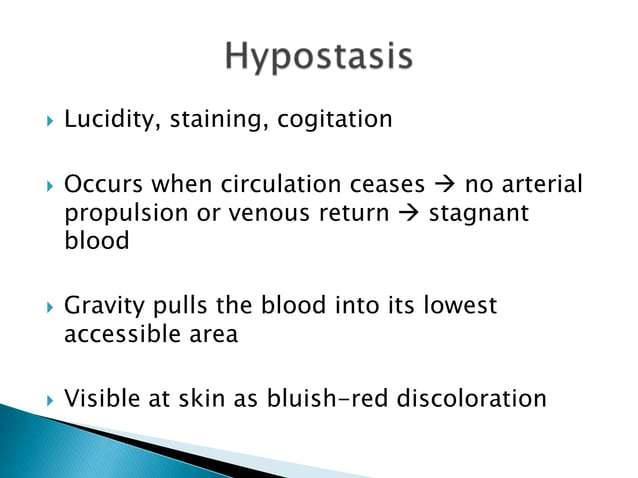 Hypostasis
Lucidity, staining, cogitation
Occurs when circulation ceases → no arterial
propulsion or venous return → stagnant
blood
Gravity pulls the blood into its lowest
accessible area
Visible at skin as bluish-red discoloration